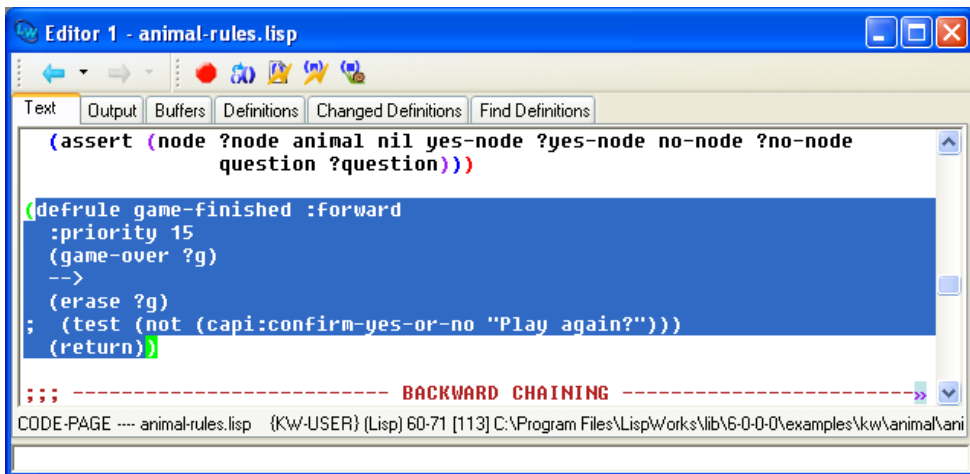 Editor 1 - animal-rules.lisp
Text Output Buffers Definitions Changed Definitions Find Definitions
(assert (node ?node animal nil yes-node ?yes-node no-node ?no-node
question ?question)))
(defrule game-finished :forward
:priority 15
(game-over ?g)
-->
(erase ?g)
;  (test (not (capi:confirm-yes-or-no "Play again?")))
(return))
;;; -------------------------- BACKWARD CHAINING ------------------------»
CODE-PAGE ---- animal-rules.lisp {KW-USER} (Lisp) 60-71 [113] C:\Program Files\LispWorks\lib\6-0-0-0\examples\kw\animal\ani